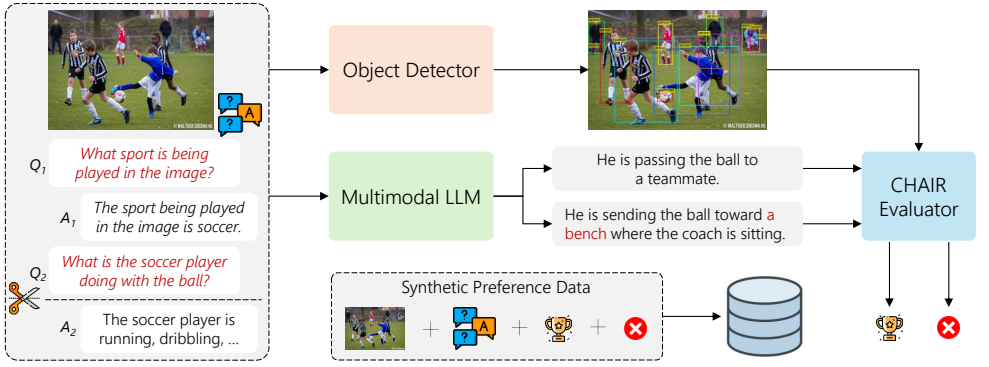 © WALTHER SIKSMA.NL
Q1
What sport is being
played in the image?
A1
The sport being played
in the image is soccer.
Q2
What is the soccer player
doing with the ball?
A2
The soccer player is
running, dribbling, ...
Object Detector
Multimodal LLM
He is passing the ball to
a teammate.
He is sending the ball toward a
bench where the coach is sitting.
CHAIR
Evaluator
Synthetic Preference Data
? A ?
+ ? A ? + +